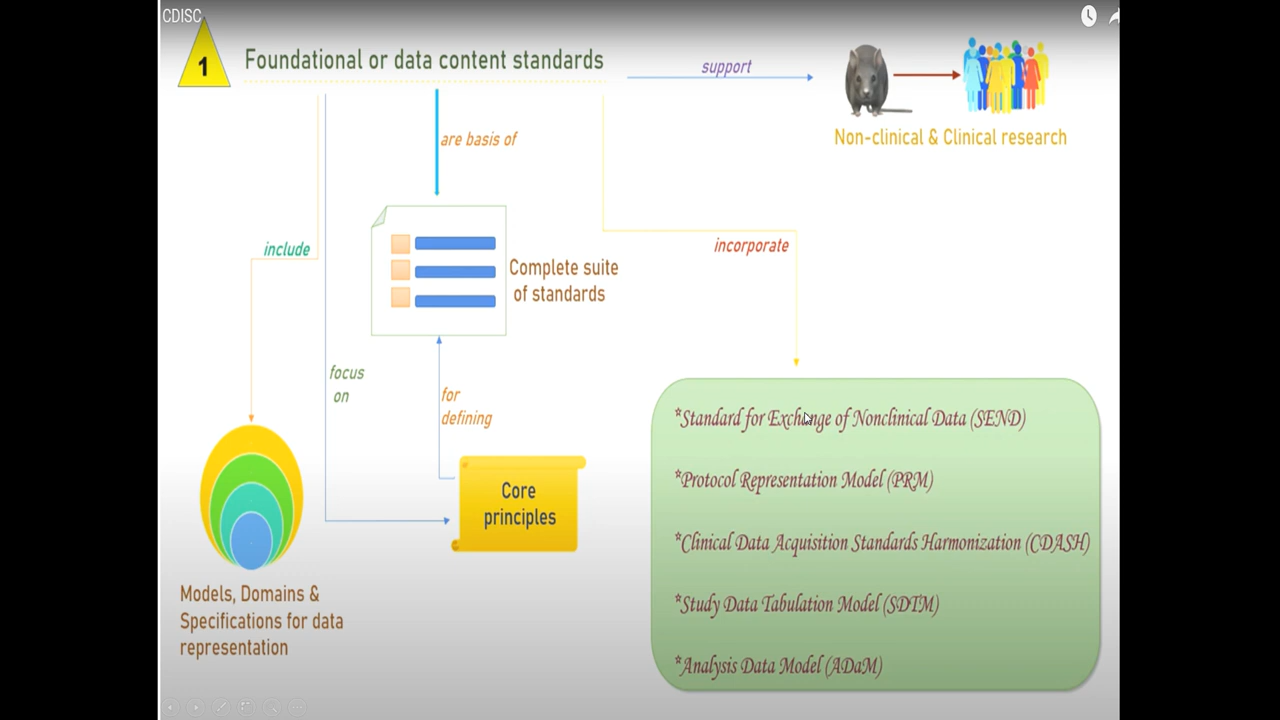 CDISC
1
Foundational or data content standards
support
Non-clinical & Clinical research
are basis of
include
incorporate
Complete suite
of standards
focus
on
for
defining
Core
principles
Models, Domains &
Specifications for data
representation
*Standard for Exchange of Nonclinical Data (SEND)
*Protocol Representation Model (PRM)
*Clinical Data Acquisition Standards Harmonization (CDASH)
*Study Data Tabulation Model (SDTM)
*Analysis Data Model (ADaM)